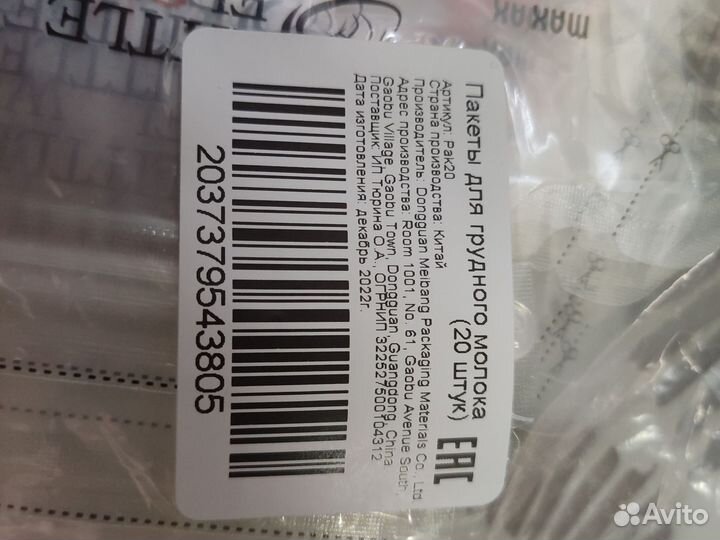 Пакеты для грудного молока
(20 штук)
Артикул: Pak20
Страна производства: Китай
Производитель: Dongguan Meibang Packaging Materials Co., Ltd.
Адрес производства: Room 1001, No. 61, Gaobu Avenue South,
Gaobu Village, Gaobu Town, Dongguan, Guangdong, China
Поставщик: ИП Тюрина О.А., ОГРНИП 322527500104312
Дата изготовления: декабрь 2022г.
EAC
2037379543805
Avito